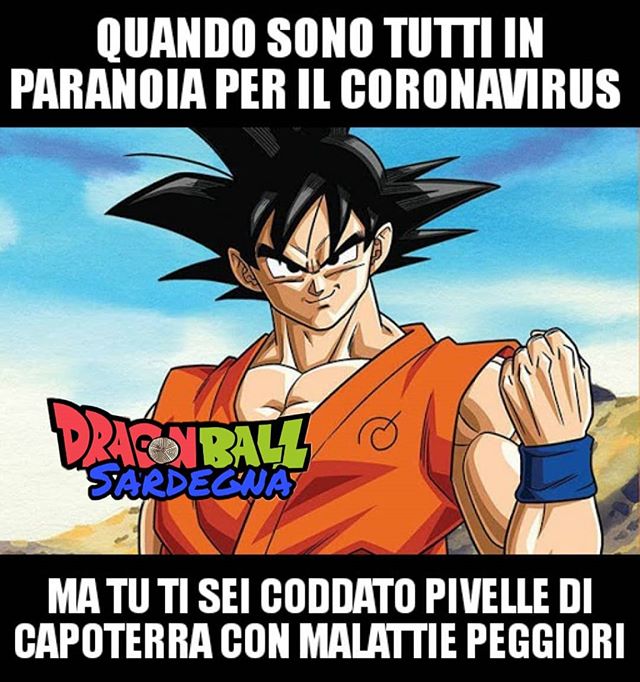 QUANDO SONO TUTTI IN
PARANOIA PER IL CORONAVIRUS
DRAGON BALL
SARDEGNA
MA TU TI SEI CODDATO PIVELLE DI
CAPOTERRA CON MALATTIE PEGGIORI